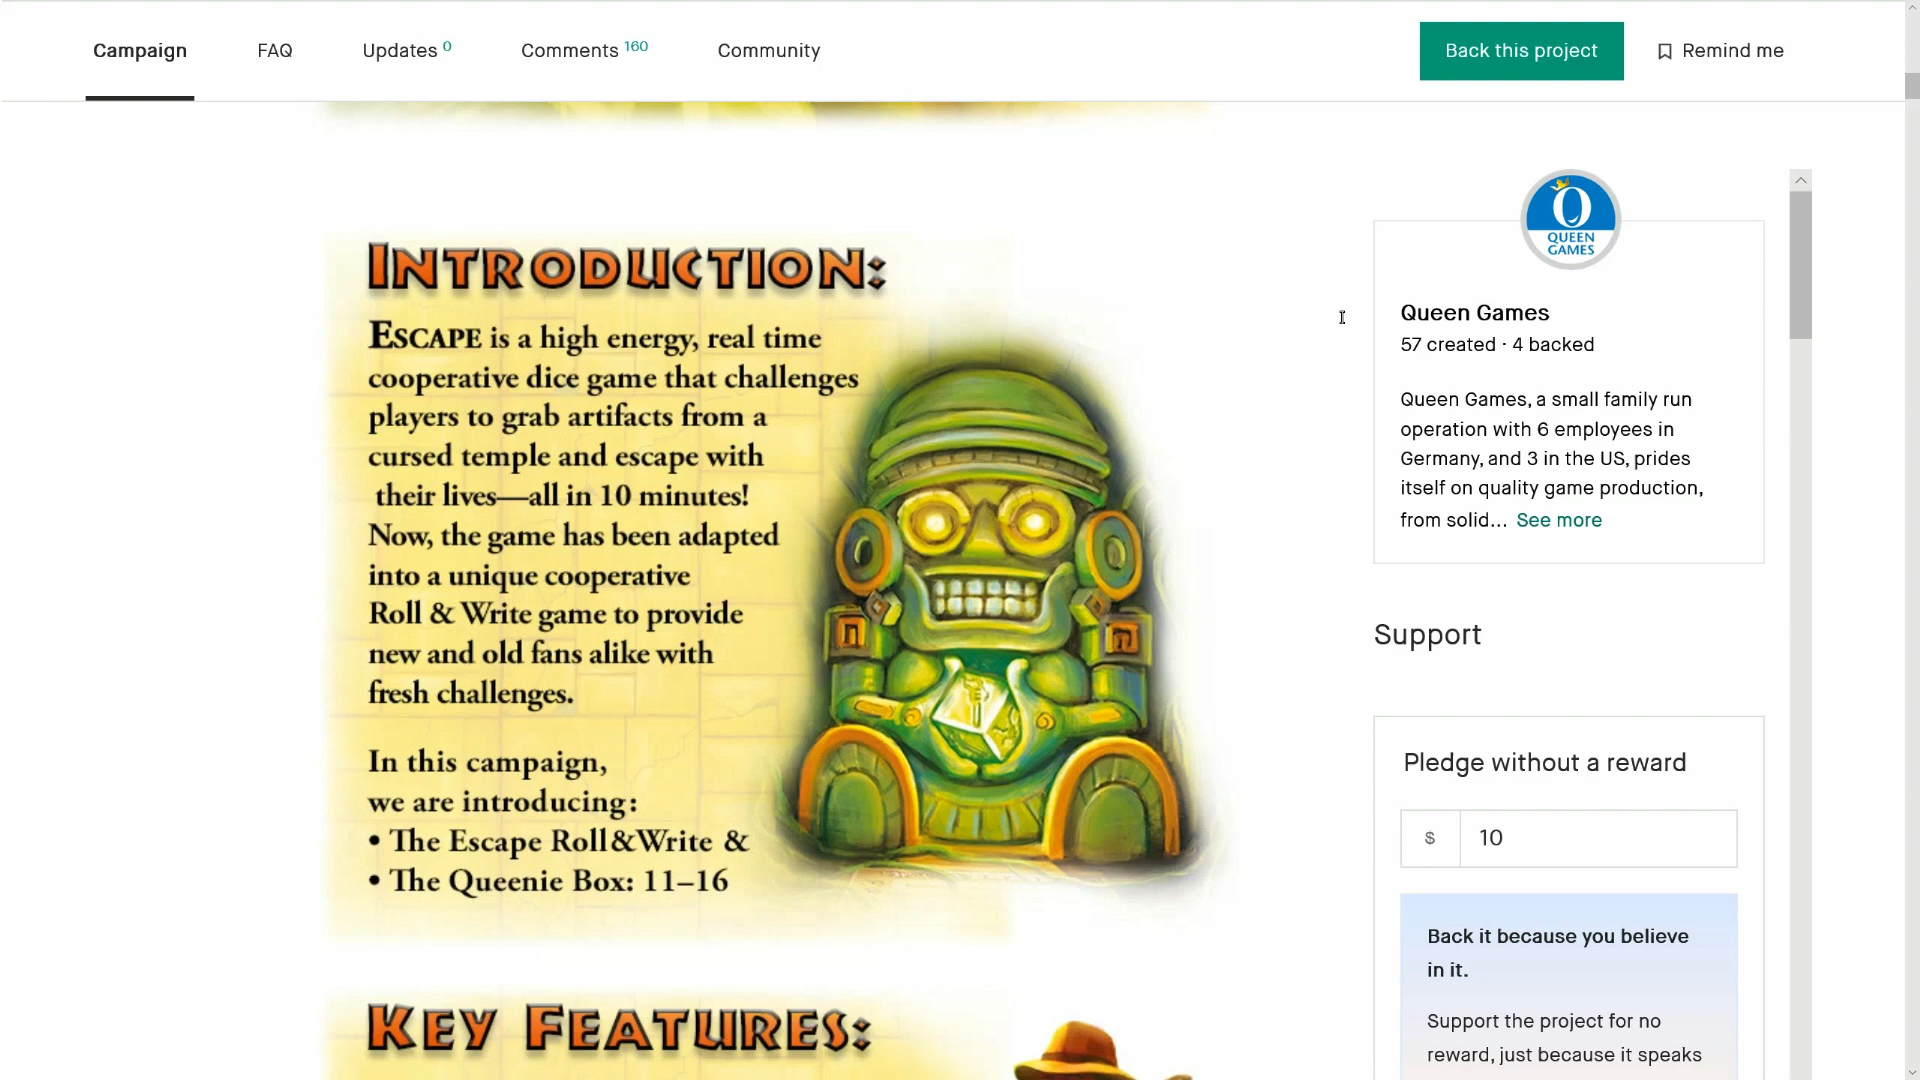 Campaign
FAQ
Updates 0
Comments 160
Community
Back this project
Remind me
INTRODUCTION:
ESCAPE is a high energy, real time
cooperative dice game that challenges
players to grab artifacts from a
cursed temple and escape with
their lives—all in 10 minutes!
Now, the game has been adapted
into a unique cooperative
Roll & Write game to provide
new and old fans alike with
fresh challenges.
In this campaign,
we are introducing:
• The Escape Roll&Write &
• The Queenie Box: 11–16
KEY FEATURES:
QUEEN
GAMES
Queen Games
57 created · 4 backed
Queen Games, a small family run
operation with 6 employees in
Germany, and 3 in the US, prides
itself on quality game production,
from solid... See more
Support
Pledge without a reward
$ 10
Back it because you believe
in it.
Support the project for no
reward, just because it speaks